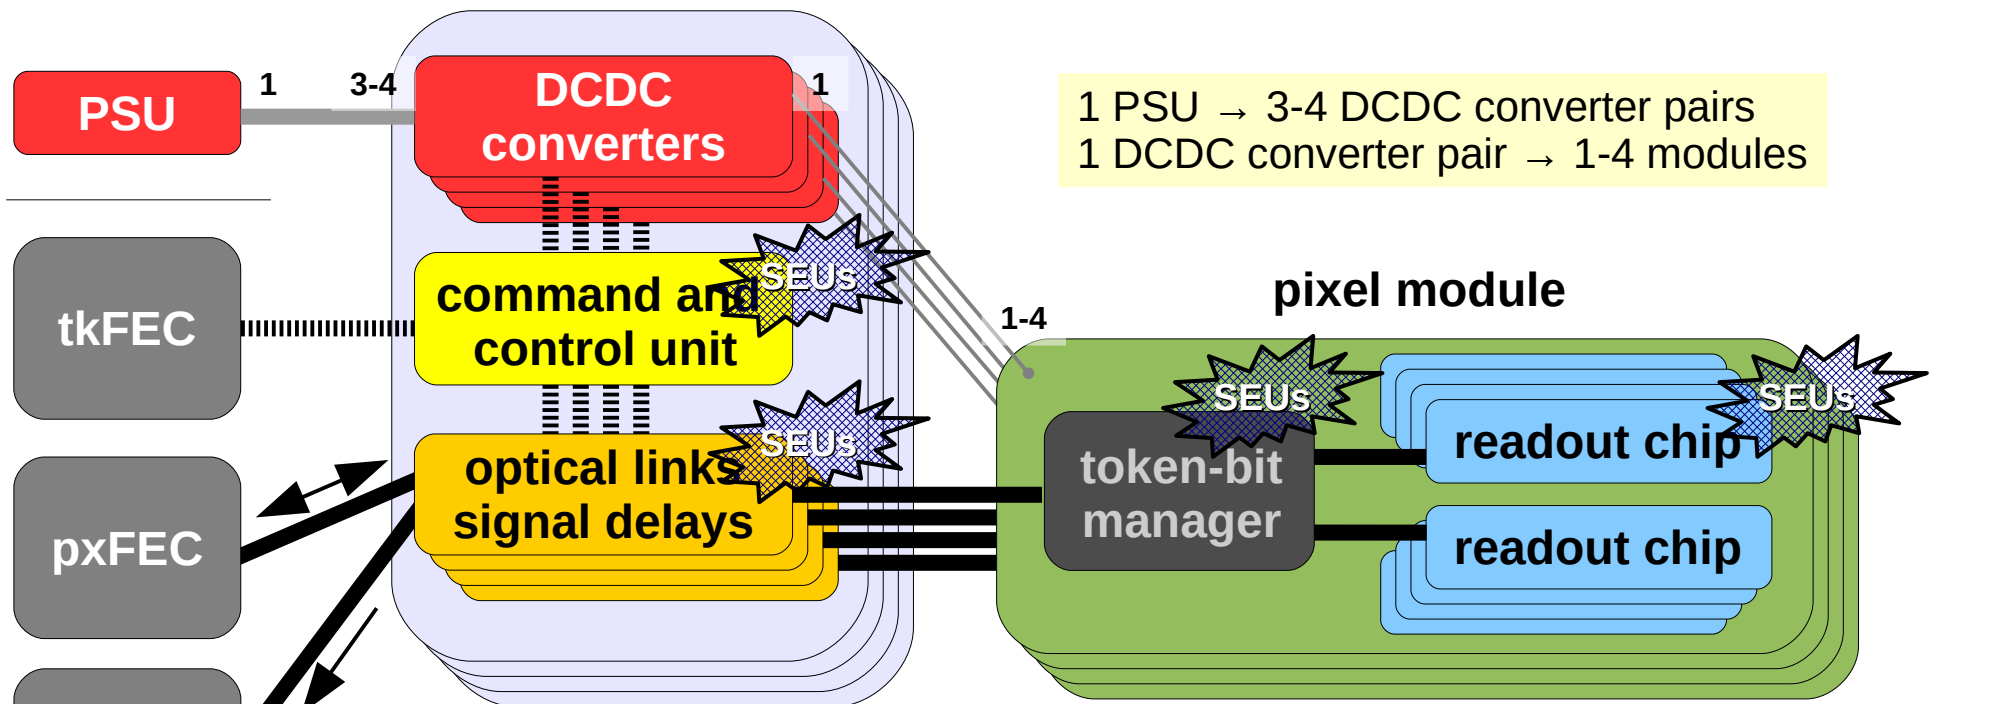 PSU
1
3-4
DCDC
converters
1
1 PSU → 3-4 DCDC converter pairs
1 DCDC converter pair → 1-4 modules
tkFEC
command and
control unit
SEUs
pixel module
1-4
pxFEC
optical links
signal delays
SEUs
token-bit
manager
SEUs
readout chip
SEUs
readout chip